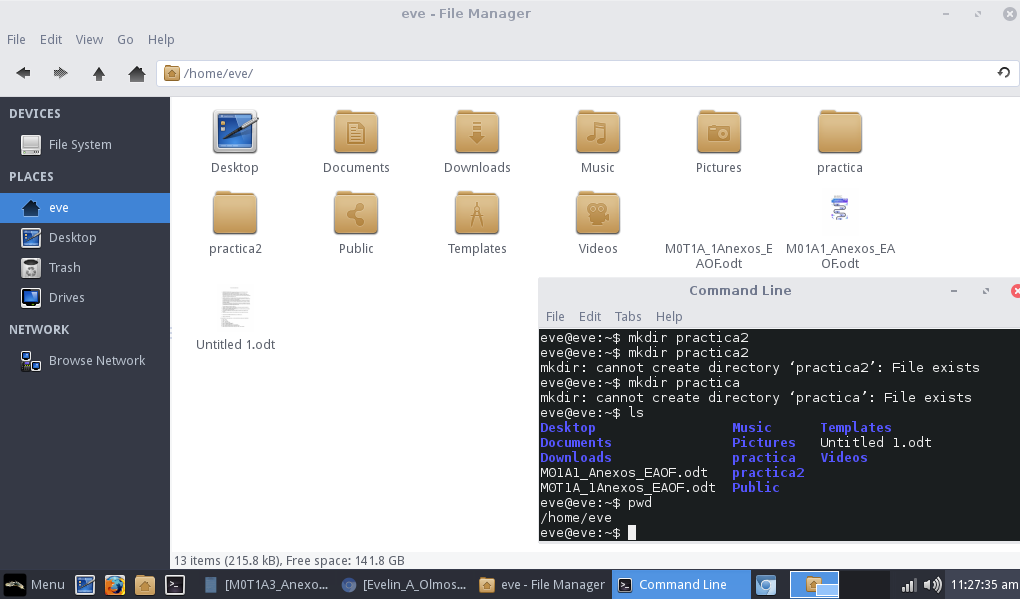 eve - File Manager
File Edit View Go Help
/home/eve/
DEVICES
File System
PLACES
eve
Desktop
Trash
Drives
NETWORK
Browse Network
Desktop Documents Downloads Music Pictures practica
practica2 Public Templates Videos M0T1A_1Anexos_E
AOF.odt M01A1_Anexos_EA
OF.odt
Untitled 1.odt
Command Line
File Edit Tabs Help
eve@eve:~$ mkdir practica2
eve@eve:~$ mkdir practica2
mkdir: cannot create directory ‘practica2’: File exists
eve@eve:~$ mkdir practica
mkdir: cannot create directory ‘practica’: File exists
eve@eve:~$ ls
Desktop Music Templates
Documents Pictures Untitled 1.odt
Downloads practica Videos
M01A1_Anexos_EAOF.odt practica2
M0T1A_1Anexos_EAOF.odt Public
eve@eve:~$ pwd
/home/eve
eve@eve:~$
13 items (215.8 kB), Free space: 141.8 GB
Menu [M0T1A3_Anexo... [Evelin_A_Olmos... eve - File Manager Command Line 11:27:35 am